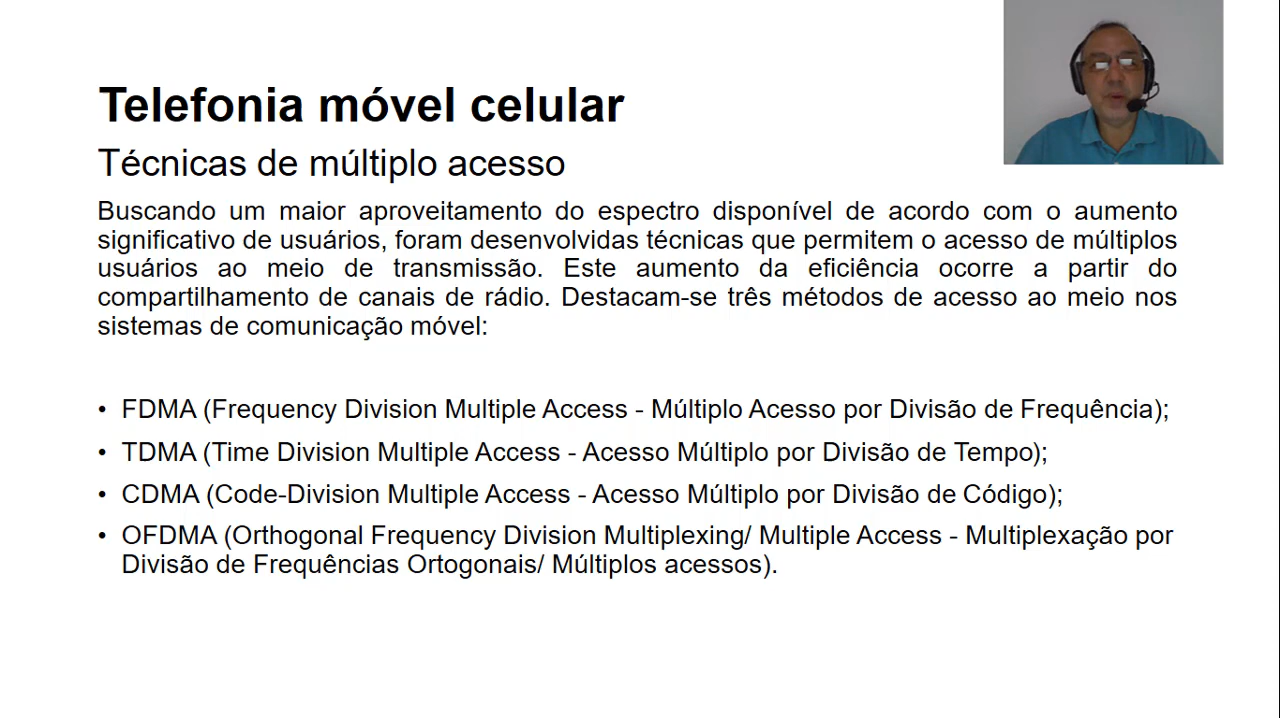 Telefonia móvel celular
Técnicas de múltiplo acesso
Buscando um maior aproveitamento do espectro disponível de acordo com o aumento
significativo de usuários, foram desenvolvidas técnicas que permitem o acesso de múltiplos
usuários ao meio de transmissão. Este aumento da eficiência ocorre a partir do
compartilhamento de canais de rádio. Destacam-se três métodos de acesso ao meio nos
sistemas de comunicação móvel:
• FDMA (Frequency Division Multiple Access - Múltiplo Acesso por Divisão de Frequência);
• TDMA (Time Division Multiple Access - Acesso Múltiplo por Divisão de Tempo);
• CDMA (Code-Division Multiple Access - Acesso Múltiplo por Divisão de Código);
• OFDMA (Orthogonal Frequency Division Multiplexing/ Multiple Access - Multiplexação por
Divisão de Frequências Ortogonais/ Múltiplos acessos).